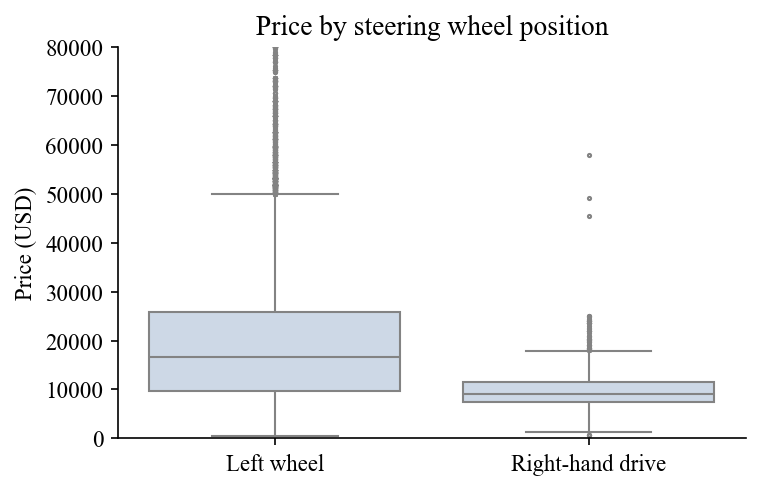 Price by steering wheel position
80000
70000
60000
50000
40000
30000
20000
10000
0
Price (USD)
Left wheel
Right-hand drive